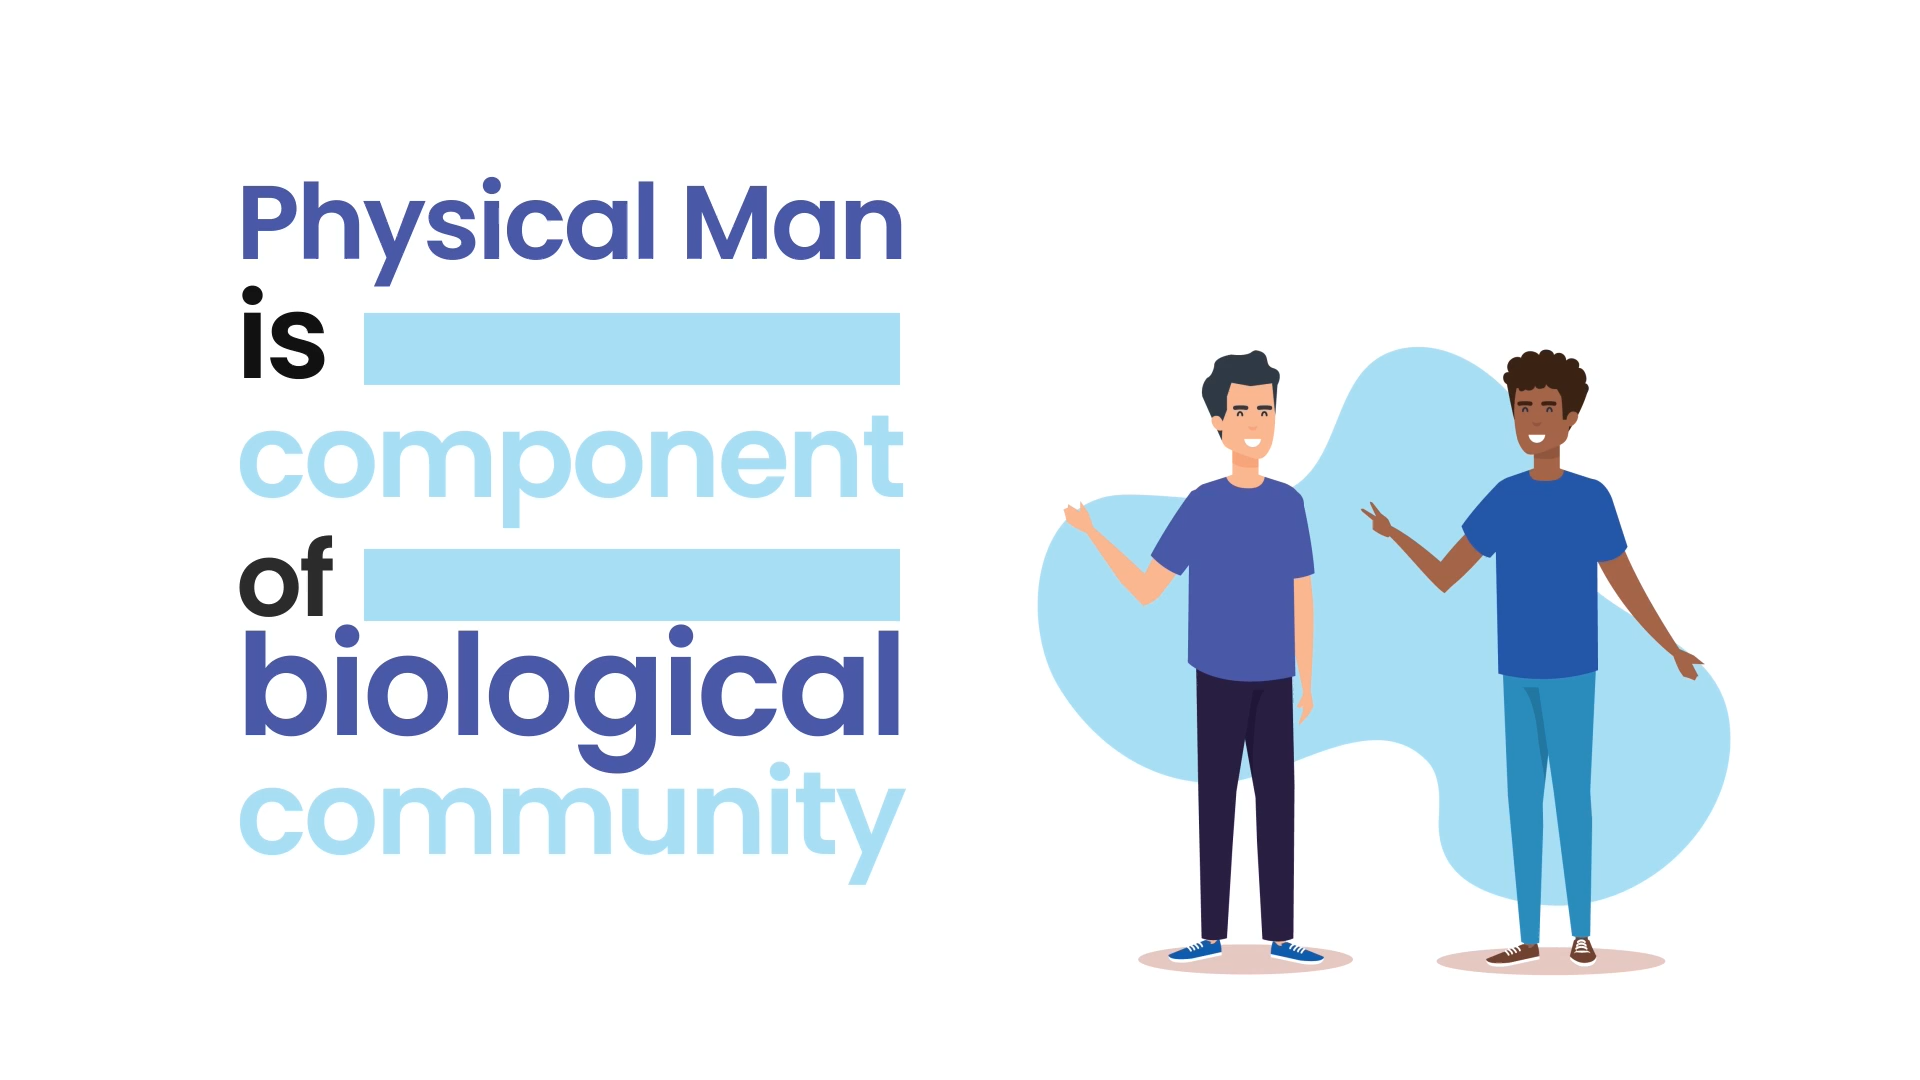 Physical Man
is
component
of
biological
community